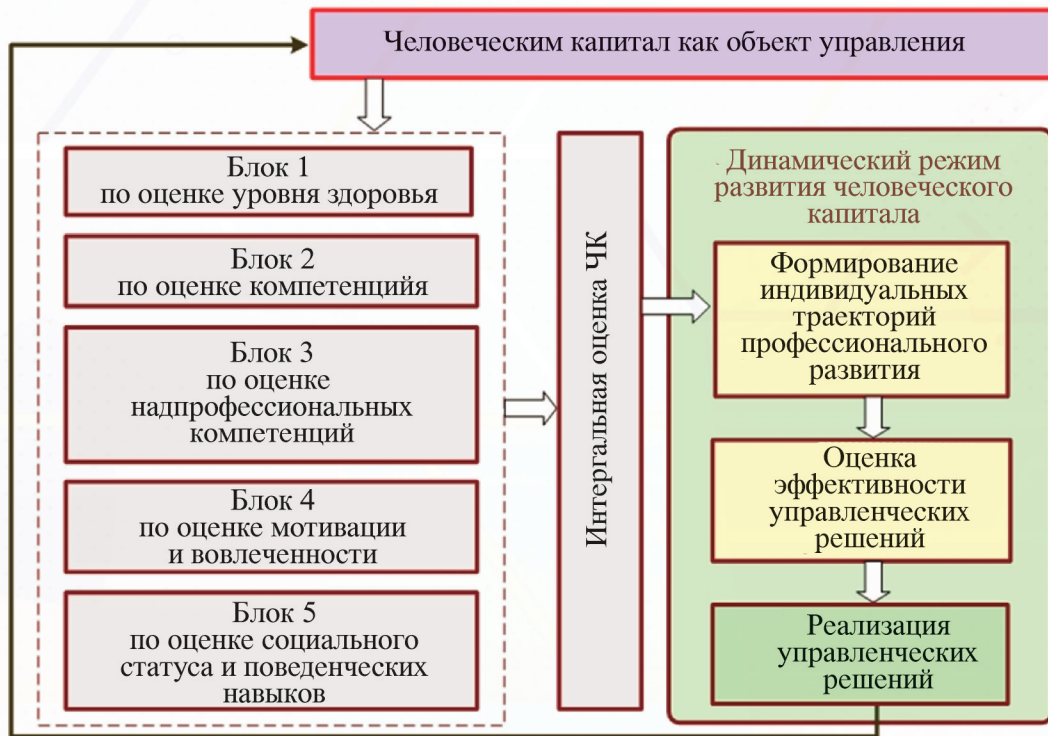 Человеческим капитал как объект управления
Блок 1
по оценке уровня здоровья
Блок 2
по оценке компетенцийя
Блок 3
по оценке
надпрофессиональных
компетенций
Блок 4
по оценке мотивации
и вовлеченности
Блок 5
по оценке социального
статуса и поведенческих
навыков
Интергальная оценка ЧК
Динамический режим
развития человеческого
капитала
Формирование
индивидуальных
траекторий
профессионального
развития
Оценка
эффективности
управленческих
решений
Реализация
управленческих
решений